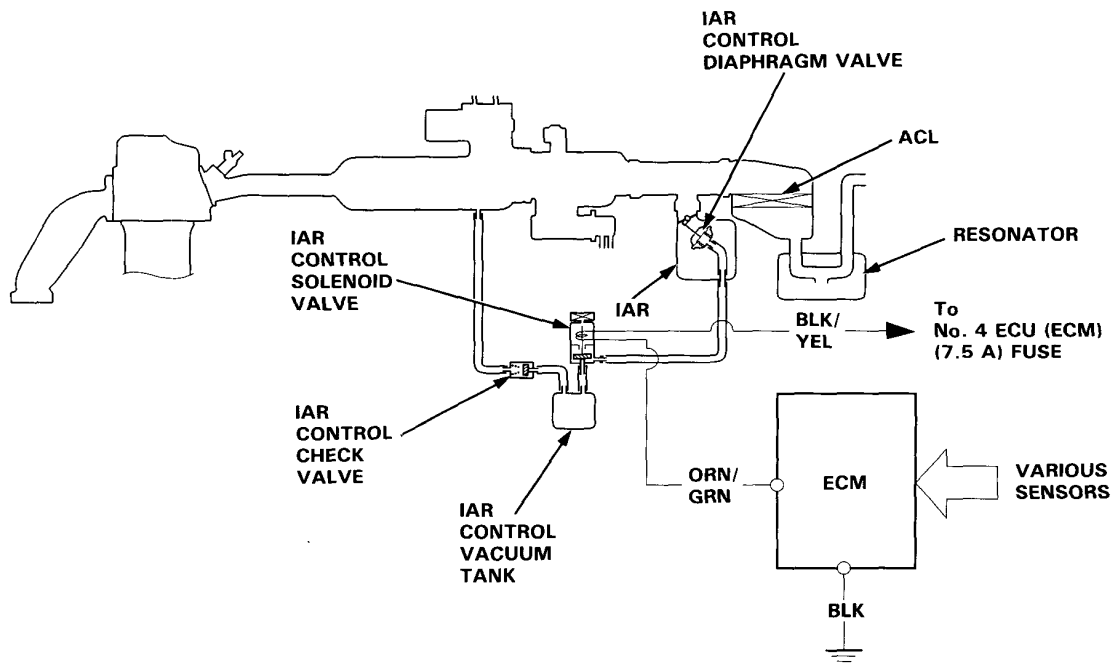 IAR
CONTROL
DIAPHRAGM VALVE
ACL
IAR
CONTROL
SOLENOID
VALVE
RESONATOR
IAR
BLK/
YEL
To
No. 4 ECU (ECM)
(7.5 A) FUSE
IAR
CONTROL
CHECK
VALVE
IAR
CONTROL
VACUUM
TANK
ORN/
GRN
ECM
VARIOUS
SENSORS
BLK